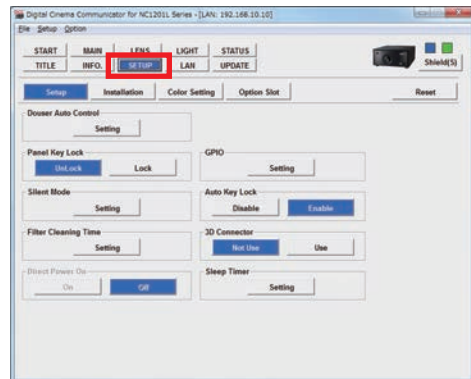 Digital Cinema Communicator for NC1201L Series - [LAN: 192.168.10.10]
File Setup Option
START MAIN LENS LIGHT STATUS
TITLE INFO. SETUP LAN UPDATE
Shield(S)
Setup Installation Color Setting Option Slot Reset
Douser Auto Control
Setting
Panel Key Lock GPIO
UnLock Lock Setting
Silent Mode Auto Key Lock
Setting Disable Enable
Filter Cleaning Time 3D Connector
Setting Not Use Use
Direct Power On Sleep Timer
On Off Setting